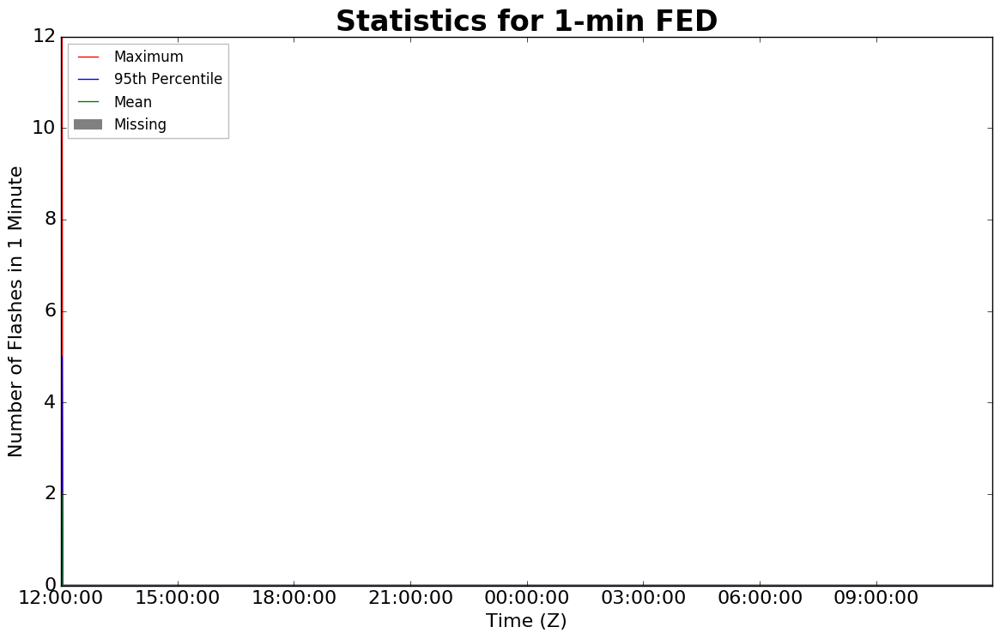 Statistics for 1-min FED
12
Maximum
95th Percentile
Mean
Missing
10
8
6
4
2
0
Number of Flashes in 1 Minute
12:00:00 15:00:00 18:00:00 21:00:00 00:00:00 03:00:00 06:00:00 09:00:00
Time (Z)